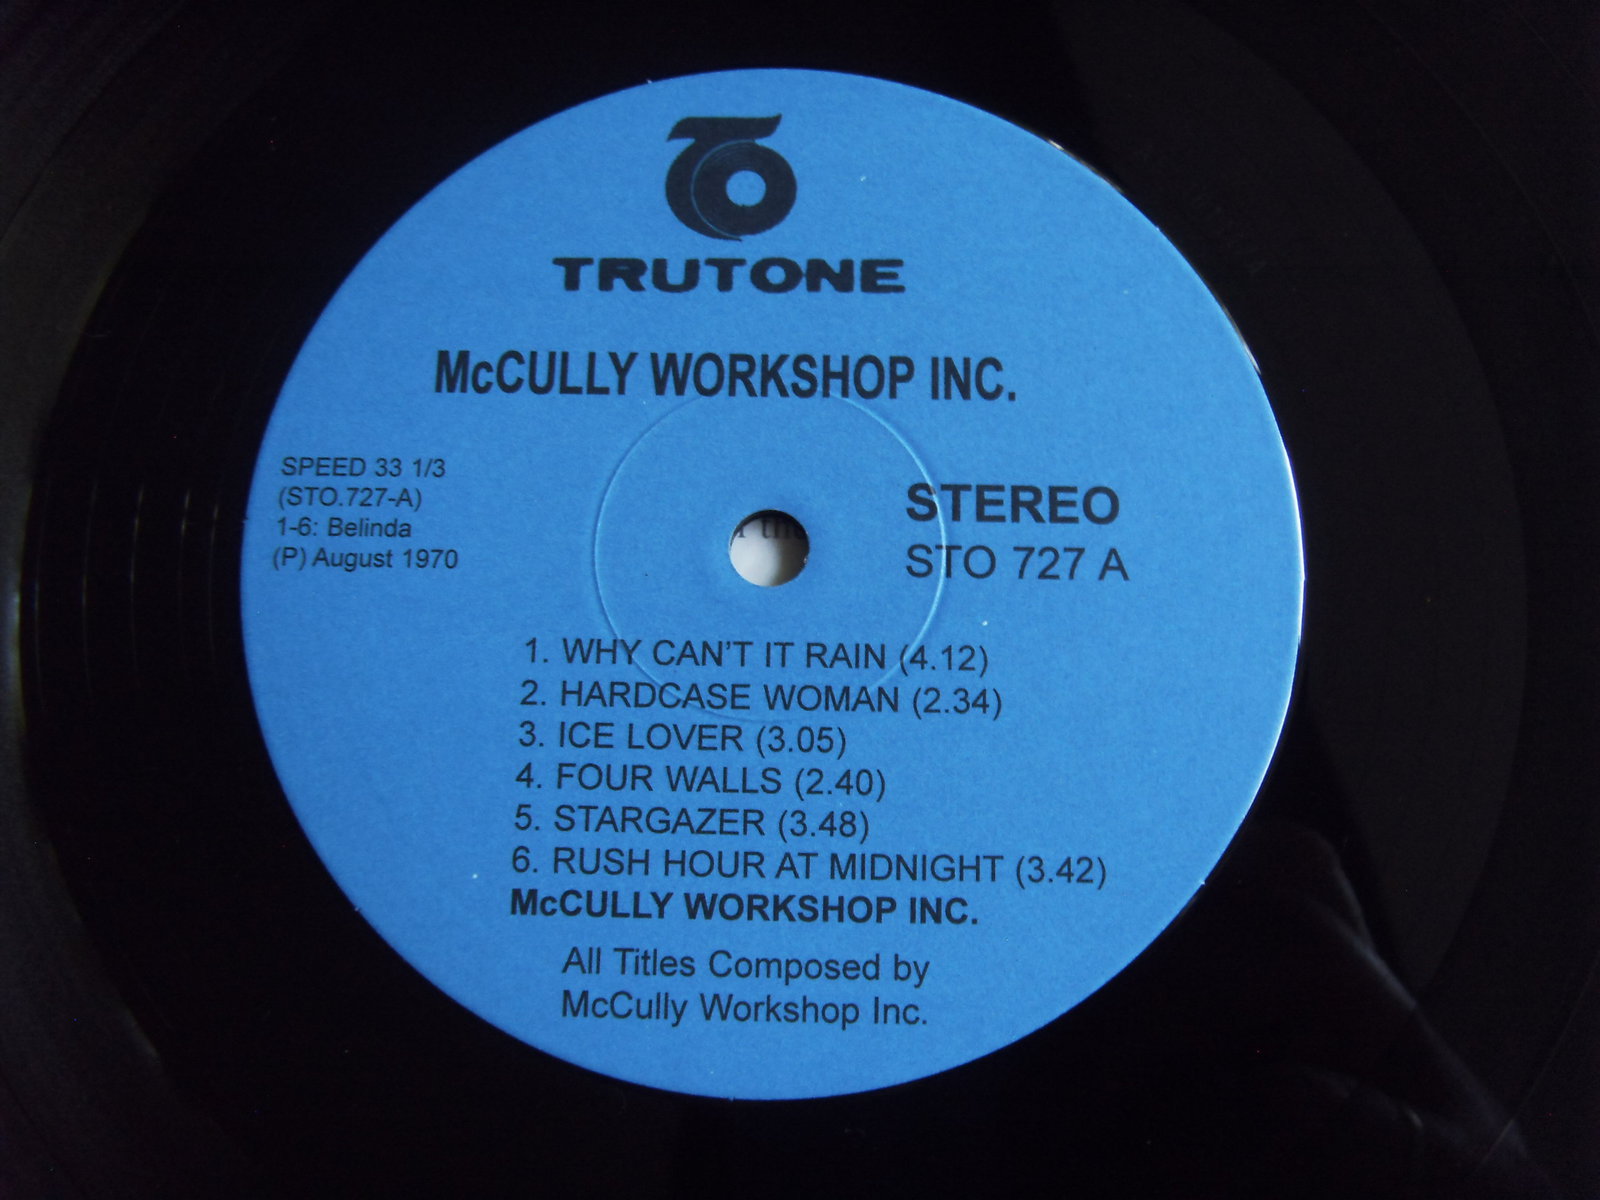 TRUTONE
McCULLY WORKSHOP INC.
SPEED 33 1/3
(STO.727-A)
1-6: Belinda
(P) August 1970
STEREO
STO 727 A
1. WHY CAN'T IT RAIN (4.12)
2. HARDCASE WOMAN (2.34)
3. ICE LOVER (3.05)
4. FOUR WALLS (2.40)
5. STARGAZER (3.48)
6. RUSH HOUR AT MIDNIGHT (3.42)
McCULLY WORKSHOP INC.
All Titles Composed by
McCully Workshop Inc.